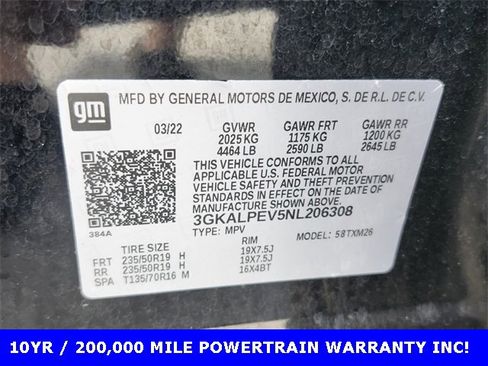 gm
MFD BY GENERAL MOTORS DE MEXICO, S. DE R.L. DE C.V.
03/22 GVWR GAWR FRT GAWR RR
2025 KG 1175 KG 1200 KG
4464 LB 2590 LB 2645 LB
THIS VEHICLE CONFORMS TO ALL
APPLICABLE U.S. FEDERAL MOTOR
VEHICLE SAFETY AND THEFT
PREVENTION STANDARDS IN
EFFECT ON THE DATE OF
MANUFACTURE SHOWN ABOVE.
3GKALPEV5NL206308
384A
TYPE: MPV MODEL: 58TXM26
TIRE SIZE RIM
FRT 235/50R19 H 19X7.5J
RR 235/50R19 H 19X7.5J
SPA T135/70R16 M 16X4BT
10YR / 200,000 MILE POWERTRAIN WARRANTY INC!